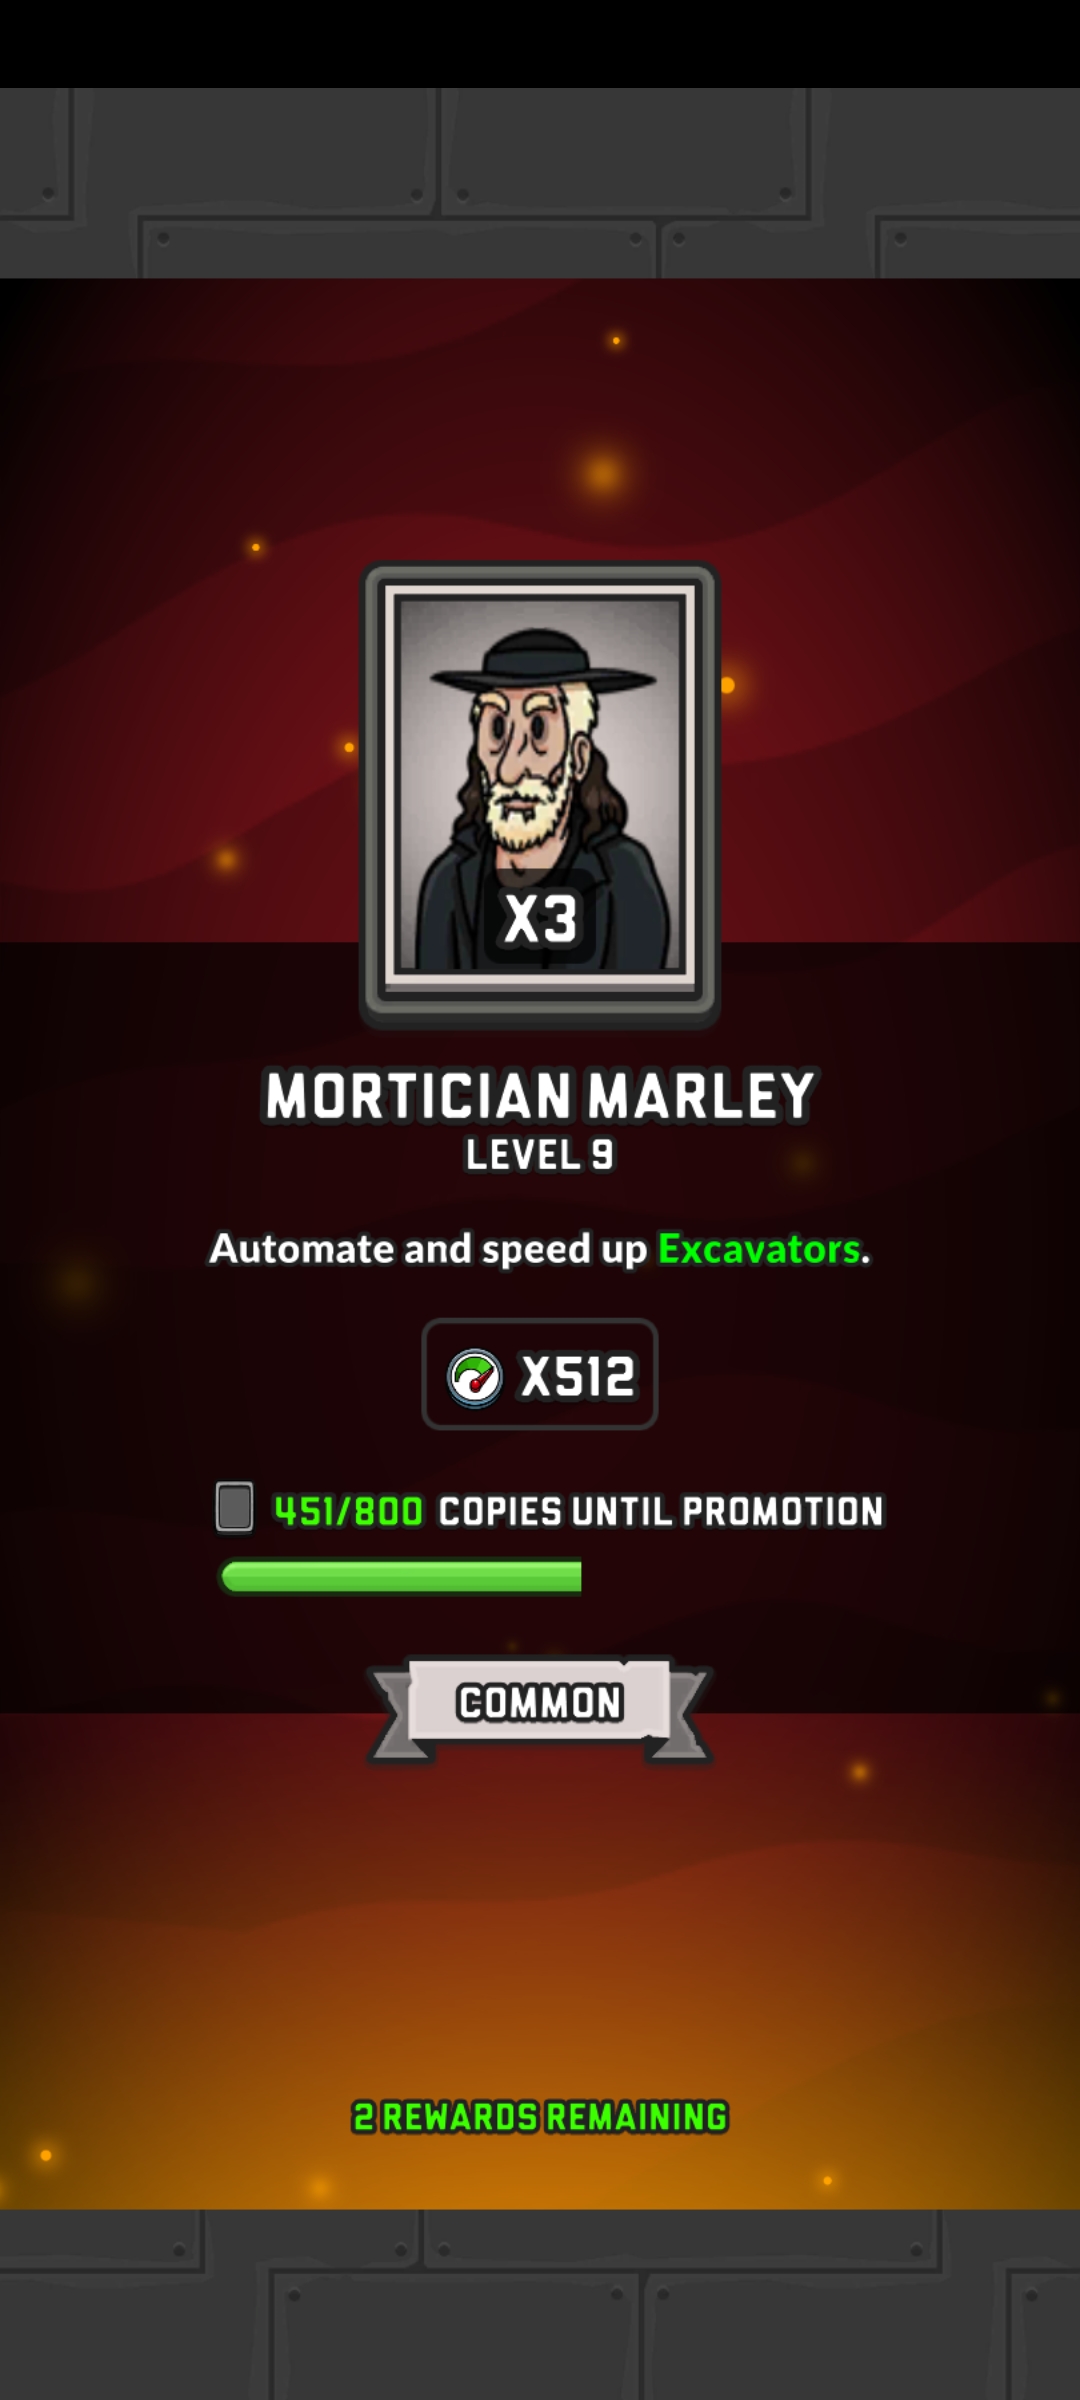 X3
MORTICIAN MARLEY
LEVEL 9
Automate and speed up Excavators.
X512
451/800 COPIES UNTIL PROMOTION
COMMON
2 REWARDS REMAINING